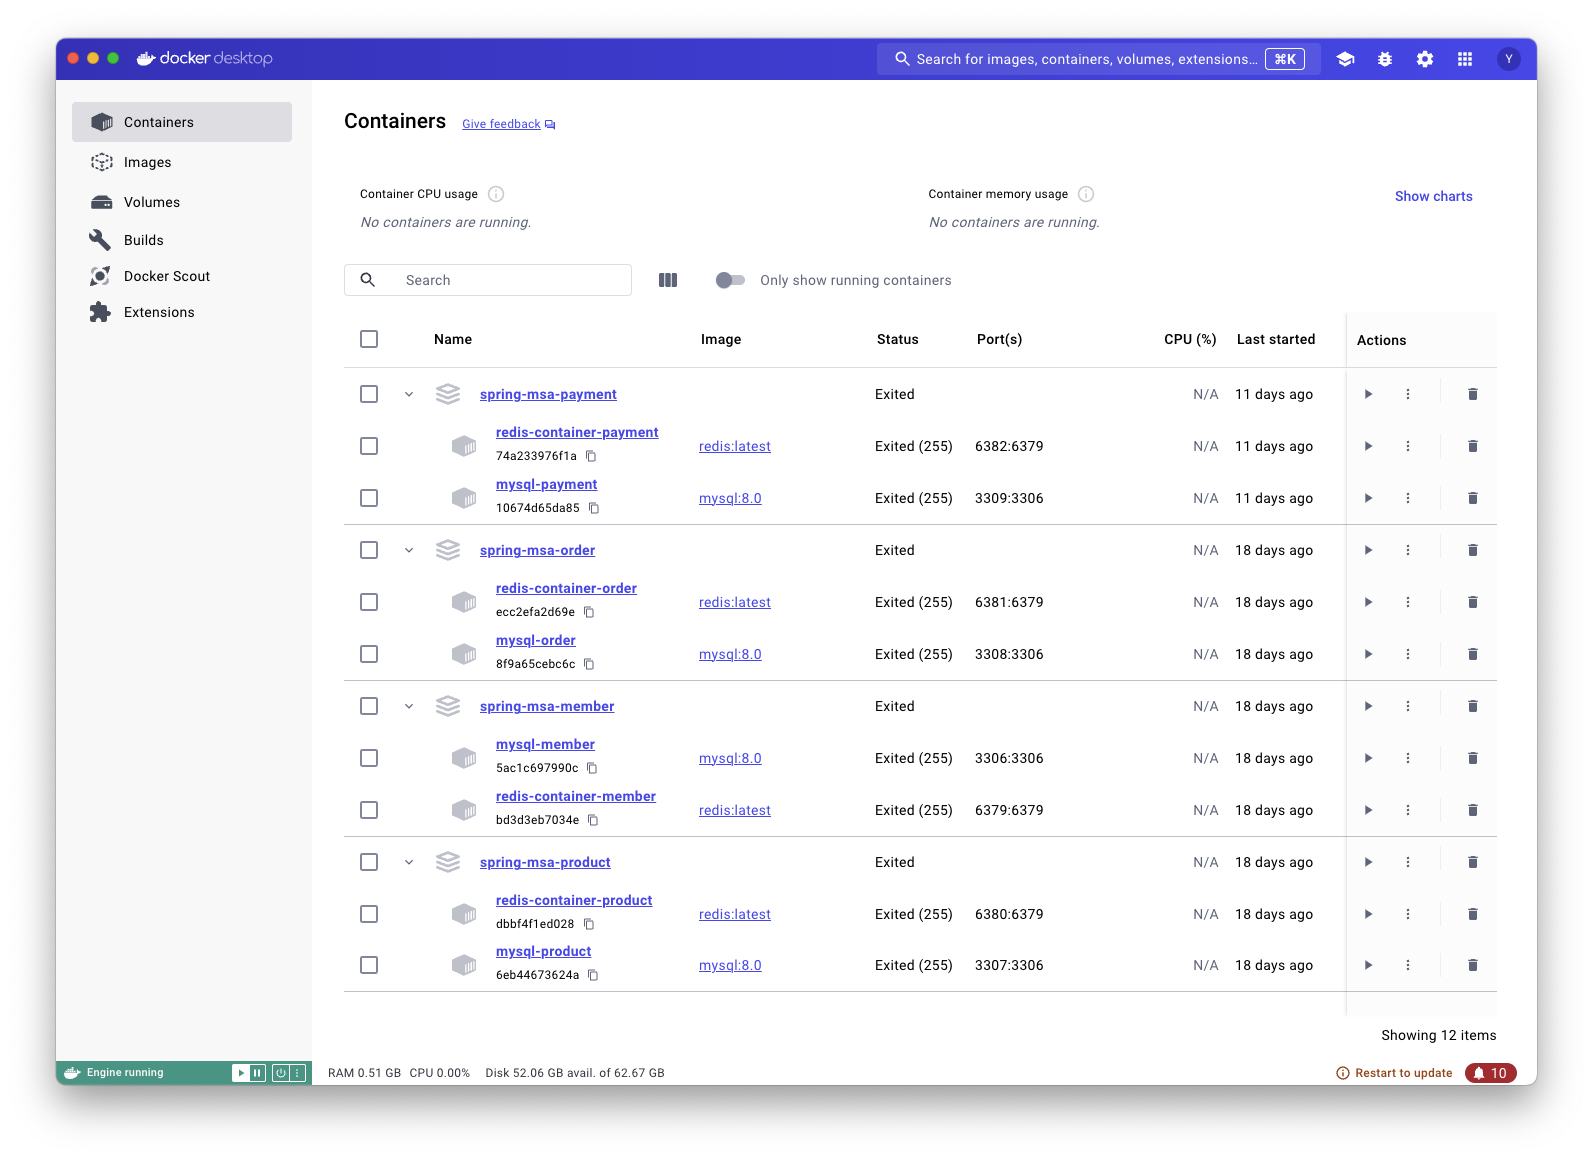 docker desktop
Search for images, containers, volumes, extensions... ⌘K
Y
Containers
Images
Volumes
Builds
Docker Scout
Extensions
Containers Give feedback
Container CPU usage
No containers are running.
Container memory usage
No containers are running.
Show charts
Search
Only show running containers
Name Image Status Port(s) CPU (%) Last started Actions
spring-msa-payment Exited N/A 11 days ago
redis-container-payment
74a233976f1a
redis:latest Exited (255) 6382:6379 N/A 11 days ago
mysql-payment
10674d65da85
mysql:8.0 Exited (255) 3309:3306 N/A 11 days ago
spring-msa-order Exited N/A 18 days ago
redis-container-order
ecc2efa2d69e
redis:latest Exited (255) 6381:6379 N/A 18 days ago
mysql-order
8f9a65cebc6c
mysql:8.0 Exited (255) 3308:3306 N/A 18 days ago
spring-msa-member Exited N/A 18 days ago
mysql-member
5ac1c697990c
mysql:8.0 Exited (255) 3306:3306 N/A 18 days ago
redis-container-member
bd3d3eb7034e
redis:latest Exited (255) 6379:6379 N/A 18 days ago
spring-msa-product Exited N/A 18 days ago
redis-container-product
dbbf4f1ed028
redis:latest Exited (255) 6380:6379 N/A 18 days ago
mysql-product
6eb44673624a
mysql:8.0 Exited (255) 3307:3306 N/A 18 days ago
Showing 12 items
Engine running
RAM 0.51 GB CPU 0.00% Disk 52.06 GB avail. of 62.67 GB
Restart to update
10